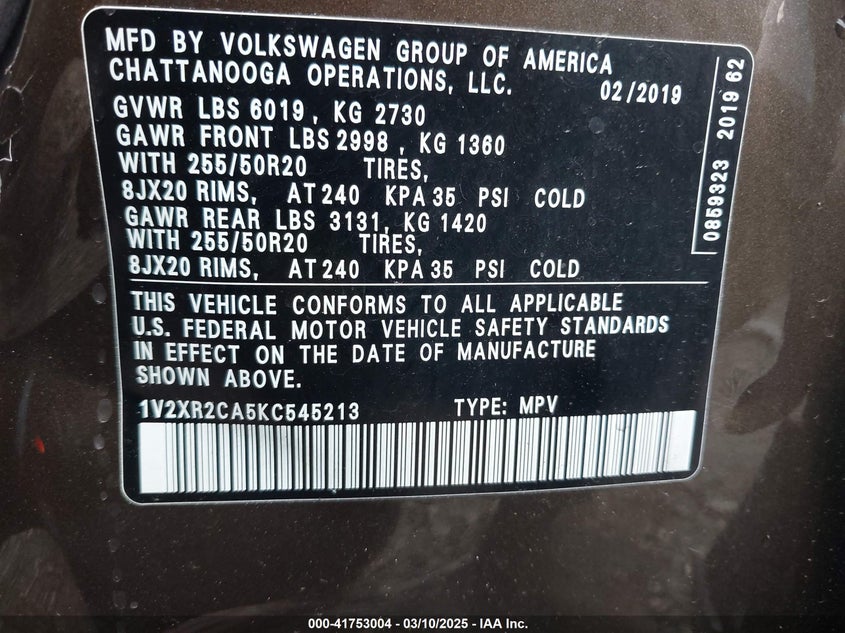 MFD BY VOLKSWAGEN GROUP OF AMERICA
CHATTANOOGA OPERATIONS, LLC.
02/2019
GVWR LBS 6019, KG 2730
GAWR FRONT LBS 2998, KG 1360
WITH 255/50R20 TIRES,
8JX20 RIMS, AT 240 KPA 35 PSI COLD
GAWR REAR LBS 3131, KG 1420
WITH 255/50R20 TIRES,
8JX20 RIMS, AT 240 KPA 35 PSI COLD
0859323 2019 62
THIS VEHICLE CONFORMS TO ALL APPLICABLE
U.S. FEDERAL MOTOR VEHICLE SAFETY STANDARDS
IN EFFECT ON THE DATE OF MANUFACTURE
SHOWN ABOVE.
1V2XR2CA5KC545213 TYPE: MPV
000-41753004 - 03/10/2025 - IAA Inc.